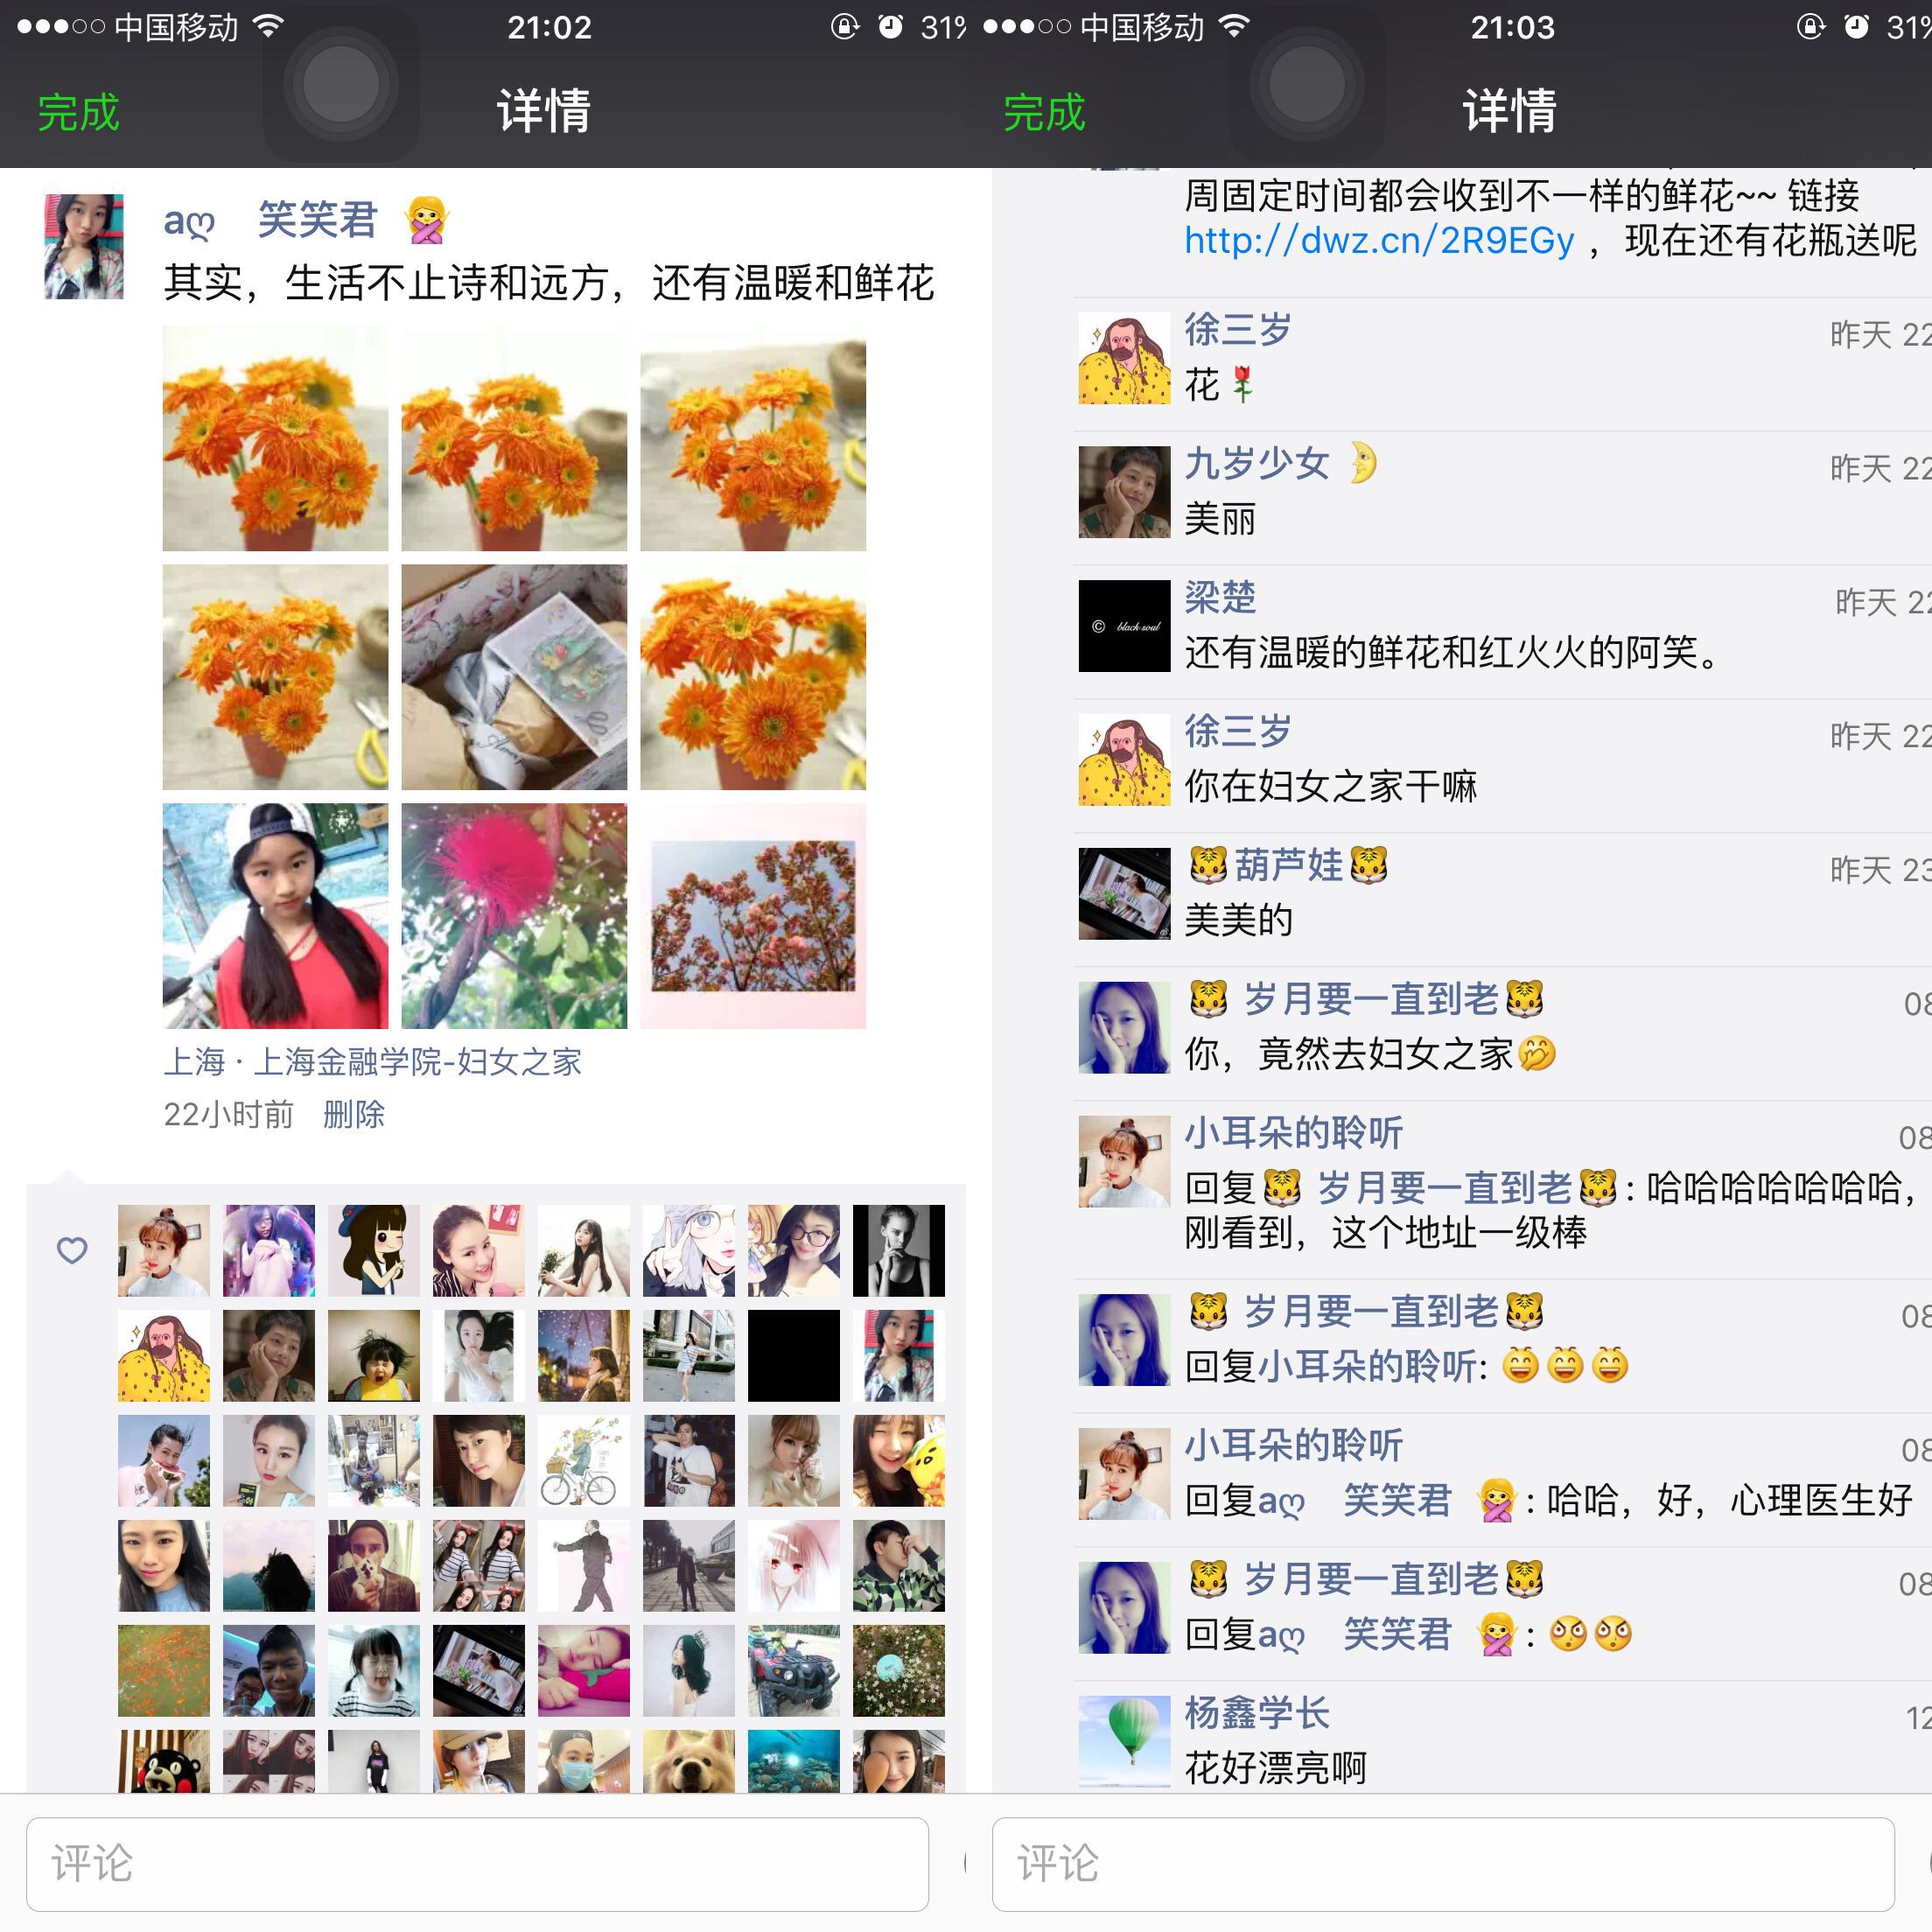 中国移动 21:02 31%
完成 详情
aღ 笑笑君 🙅
其实，生活不止诗和远方，还有温暖和鲜花
上海 · 上海金融学院-妇女之家
22小时前 删除
评论
中国移动 21:03 31%
完成 详情
周固定时间都会收到不一样的鲜花~~ 链接
http://dwz.cn/2R9EGy ，现在还有花瓶送呢
徐三岁 昨天 22
花🌹
九岁少女 🌛 昨天 22
美丽
© black soul
梁楚 昨天 22
还有温暖的鲜花和红火火的阿笑。
徐三岁 昨天 22
你在妇女之家干嘛
🐯葫芦娃🐯 昨天 23
美美的
🐯 岁月要一直到老🐯 08
你，竟然去妇女之家🤭
小耳朵的聆听 08
回复🐯 岁月要一直到老🐯: 哈哈哈哈哈哈哈，
刚看到，这个地址一级棒
🐯 岁月要一直到老🐯 08
回复小耳朵的聆听: 😄😄😄
小耳朵的聆听 08
回复aღ 笑笑君 🙅: 哈哈，好，心理医生好
🐯 岁月要一直到老🐯 08
回复aღ 笑笑君 🙅: 😠😠
杨鑫学长 12
花好漂亮啊
评论